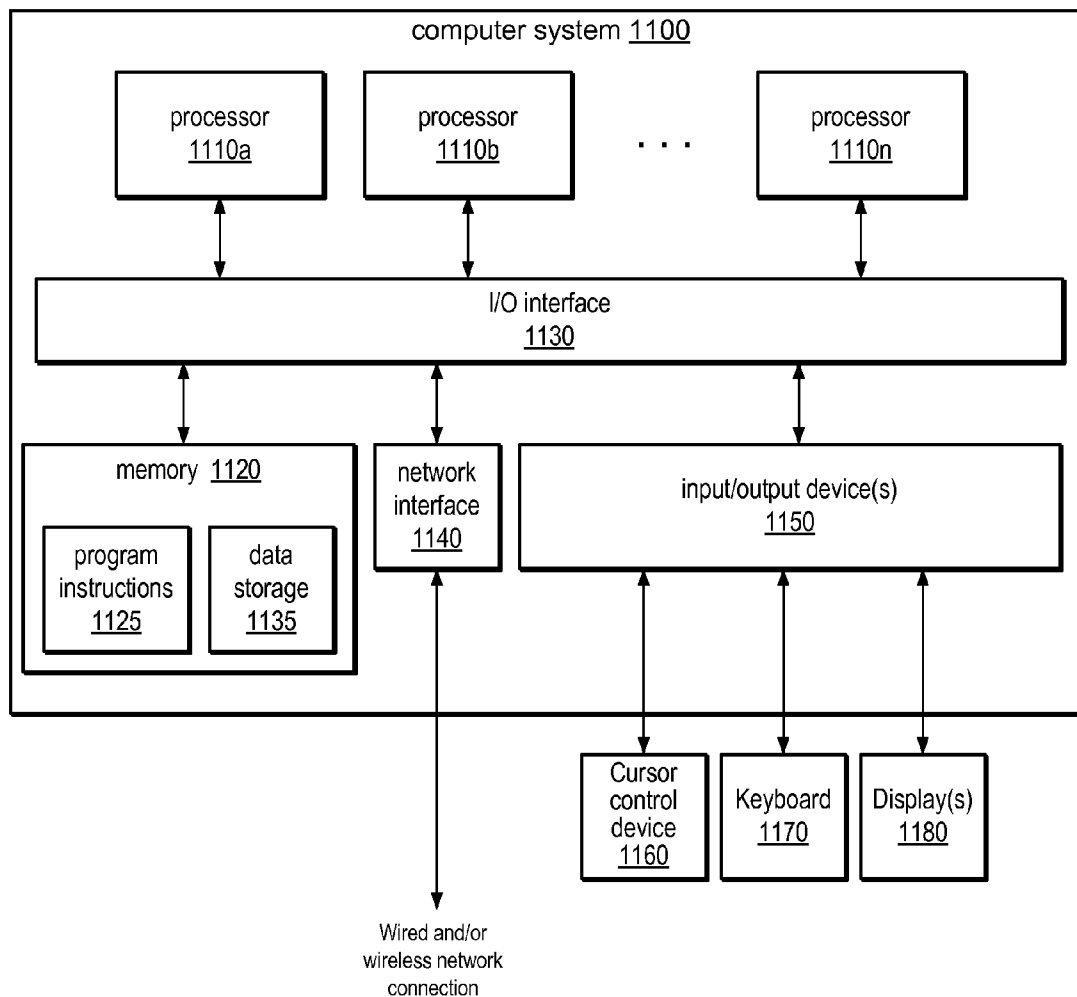 computer system 1100
processor
1110a
processor
1110b
. . .
processor
1110n
I/O interface
1130
memory 1120
program
instructions
1125
data
storage
1135
network
interface
1140
input/output device(s)
1150
Cursor
control
device
1160
Keyboard
1170
Display(s)
1180
Wired and/or
wireless network
connection